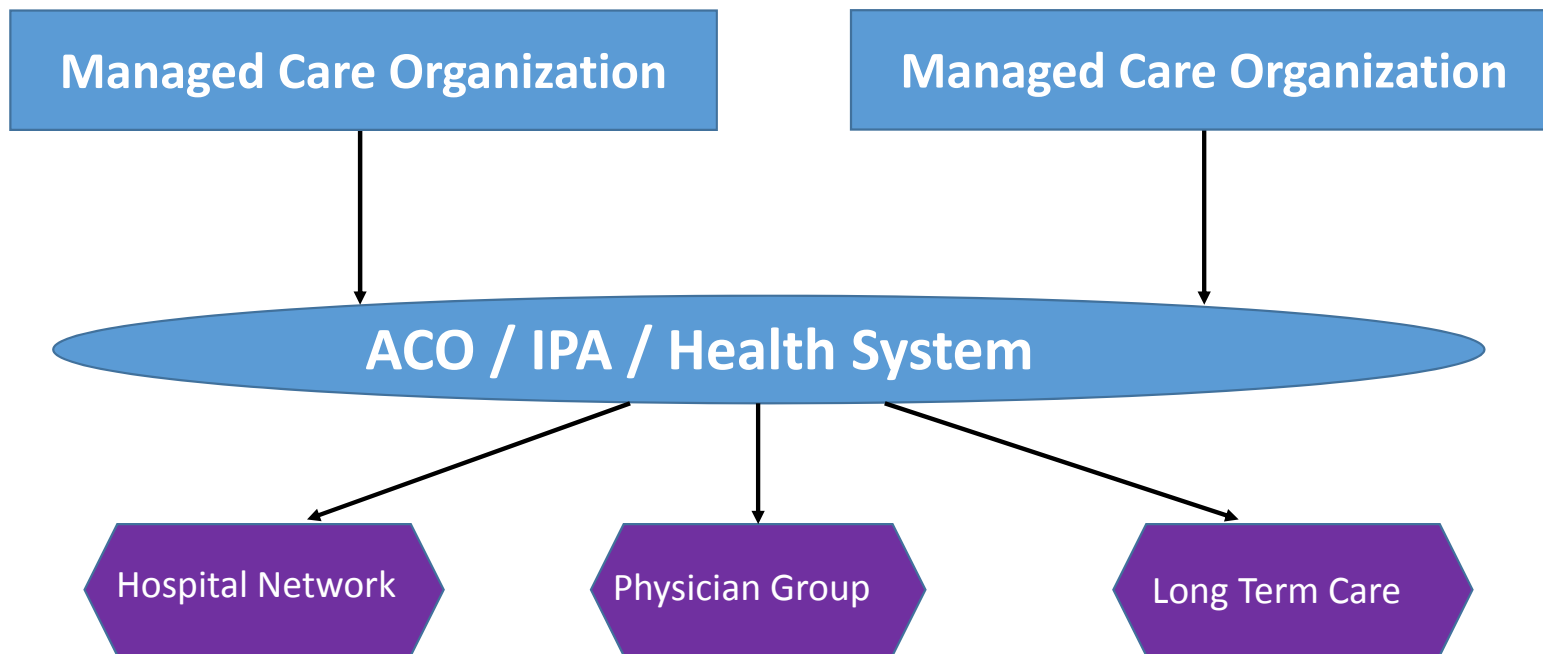 Managed Care Organization
Managed Care Organization
ACO / IPA / Health System
Hospital Network
Physician Group
Long Term Care